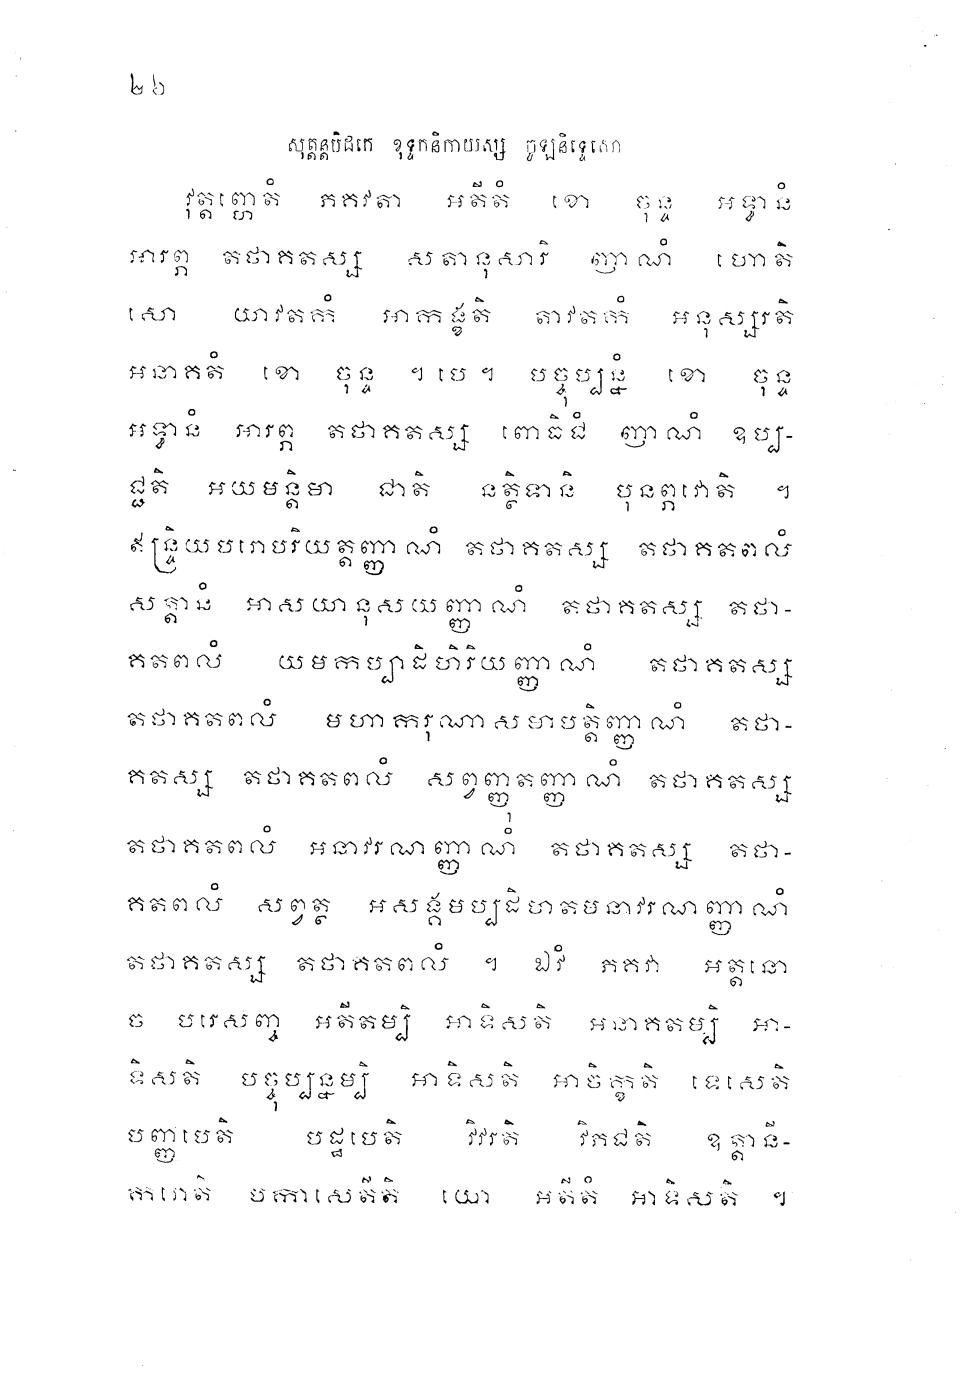 ២៦
សុត្តន្តបិដកេ ខុទ្ទកនិកាយស្ស ចូឡនិទ្ទេសោ
វុត្តញ្ហេតំ ភគវតា អតីតំ ខោ ចុន្ទ អទ្ធានំ
អារព្ភ តថាគតស្ស សតានុសារិ ញាណំ ហោតិ
សោ យាវតកំ អាកង្ខតិ តាវតកំ អនុស្សរតិ
អនាគតំ ខោ ចុន្ទ ។បេ។ បច្ចុប្បន្នំ ខោ ចុន្ទ
អទ្ធានំ អារព្ភ តថាគតស្ស ពោធិជំ ញាណំ ឧប្ប-
ជ្ជតិ អយមន្តិមា ជាតិ នត្ថិទានិ បុនព្ភវោតិ ។
ឥន្ទ្រិយបរោបរិយត្តញ្ញាណំ តថាគតស្ស តថាគតពលំ
សត្តានំ អាសយានុសយញ្ញាណំ តថាគតស្ស តថា-
គតពលំ យមកប្បាដិហិរិយញ្ញាណំ តថាគតស្ស
តថាគតពលំ មហាករុណាសមាបត្តិញ្ញាណំ តថា-
គតស្ស តថាគតពលំ សព្វញ្ញុតញ្ញាណំ តថាគតស្ស
តថាគតពលំ អនាវរណញ្ញាណំ តថាគតស្ស តថា-
គតពលំ សព្វត្ថ អសង្គមប្បដិហតមនាវរណញ្ញាណំ
តថាគតស្ស តថាគតពលំ ។ ឯវំ ភគវា អត្តនោ
ច បរេសញ្ច អតីតម្បិ អាទិសតិ អនាគតម្បិ អា-
ទិសតិ បច្ចុប្បន្នម្បិ អាទិសតិ អាចិក្ខតិ ទេសេតិ
បញ្ញបេតិ បដ្ឋបេតិ វិវរតិ វិភជតិ ឧត្តានី-
ករោតិ បកាសេតីតិ យោ អតីតំ អាទិសតិ ។